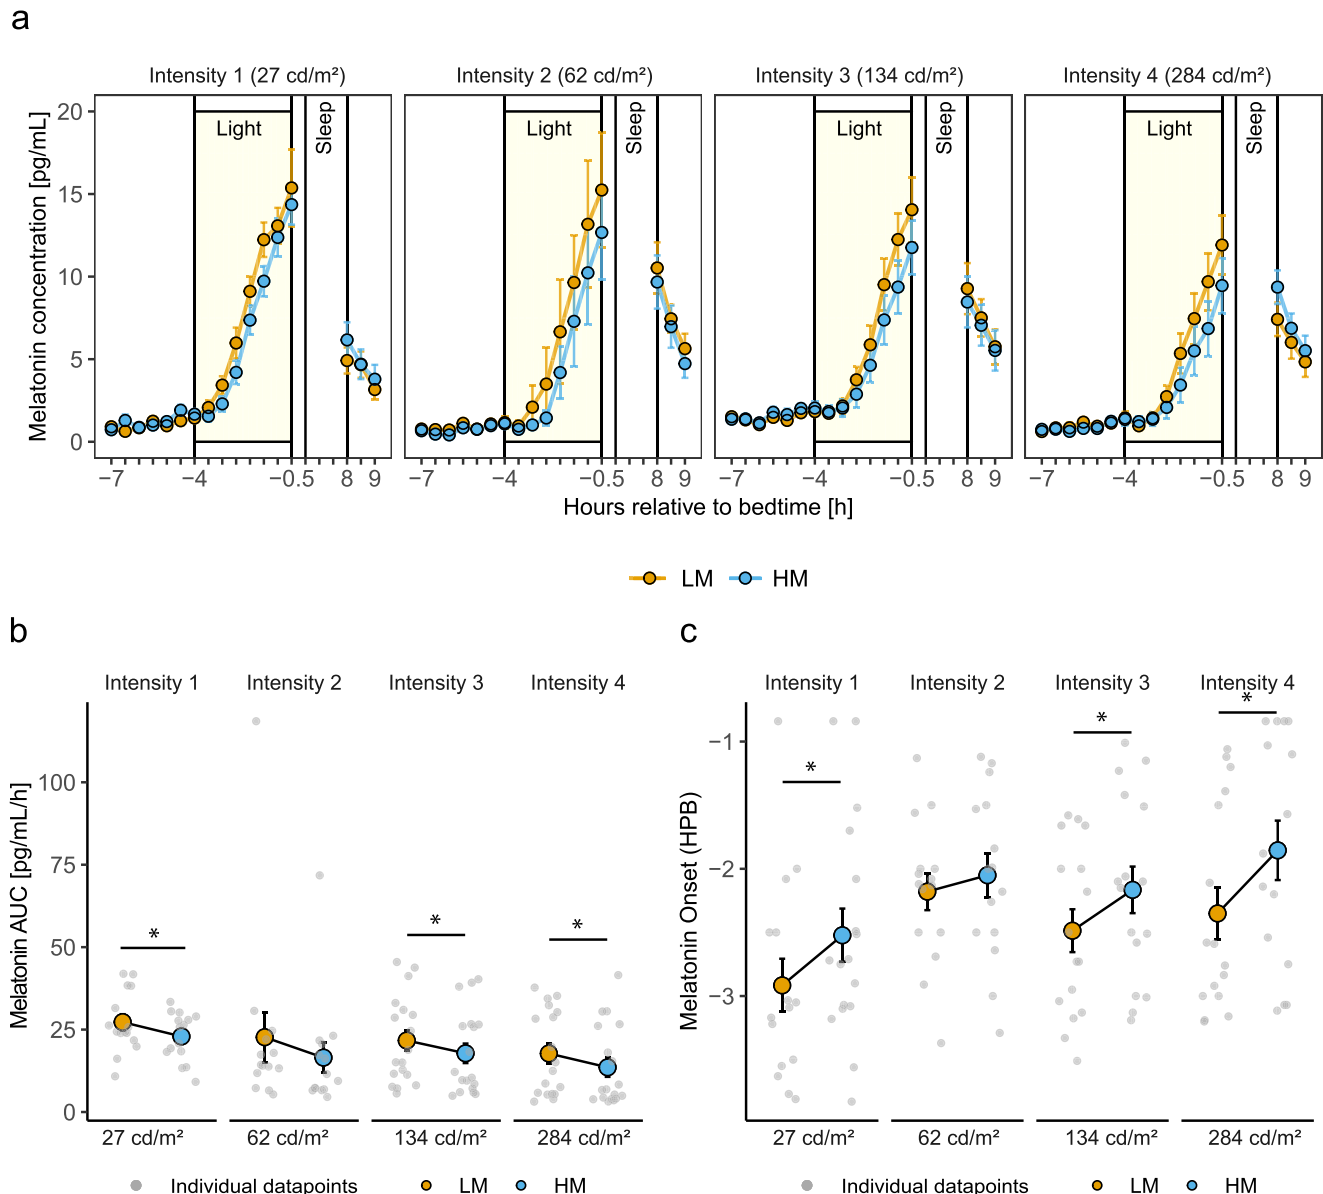 a
Intensity 1 (27 cd/m²)
Intensity 2 (62 cd/m²)
Intensity 3 (134 cd/m²)
Intensity 4 (284 cd/m²)
Melatonin concentration [pg/mL]
20
15
10
5
0
Light
Sleep
Light
Sleep
Light
Sleep
Light
Sleep
−7 −4 −0.5 8 9
−7 −4 −0.5 8 9
−7 −4 −0.5 8 9
−7 −4 −0.5 8 9
Hours relative to bedtime [h]
LM HM
b
Intensity 1 Intensity 2 Intensity 3 Intensity 4
Melatonin AUC [pg/mL/h]
100
75
50
25
0
*
*
*
27 cd/m² 62 cd/m² 134 cd/m² 284 cd/m²
Individual datapoints LM HM
c
Intensity 1 Intensity 2 Intensity 3 Intensity 4
Melatonin Onset (HPB)
−1
−2
−3
*
*
*
27 cd/m² 62 cd/m² 134 cd/m² 284 cd/m²
Individual datapoints LM HM